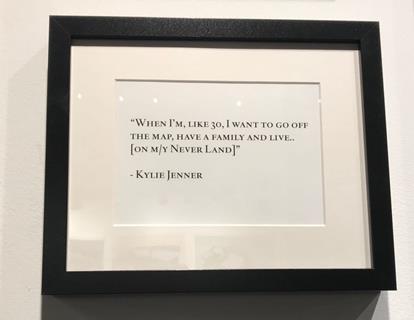 “When I’m, like 30, I want to go off
the map, have a family and live..
[on m/y Never Land]”
- Kylie Jenner